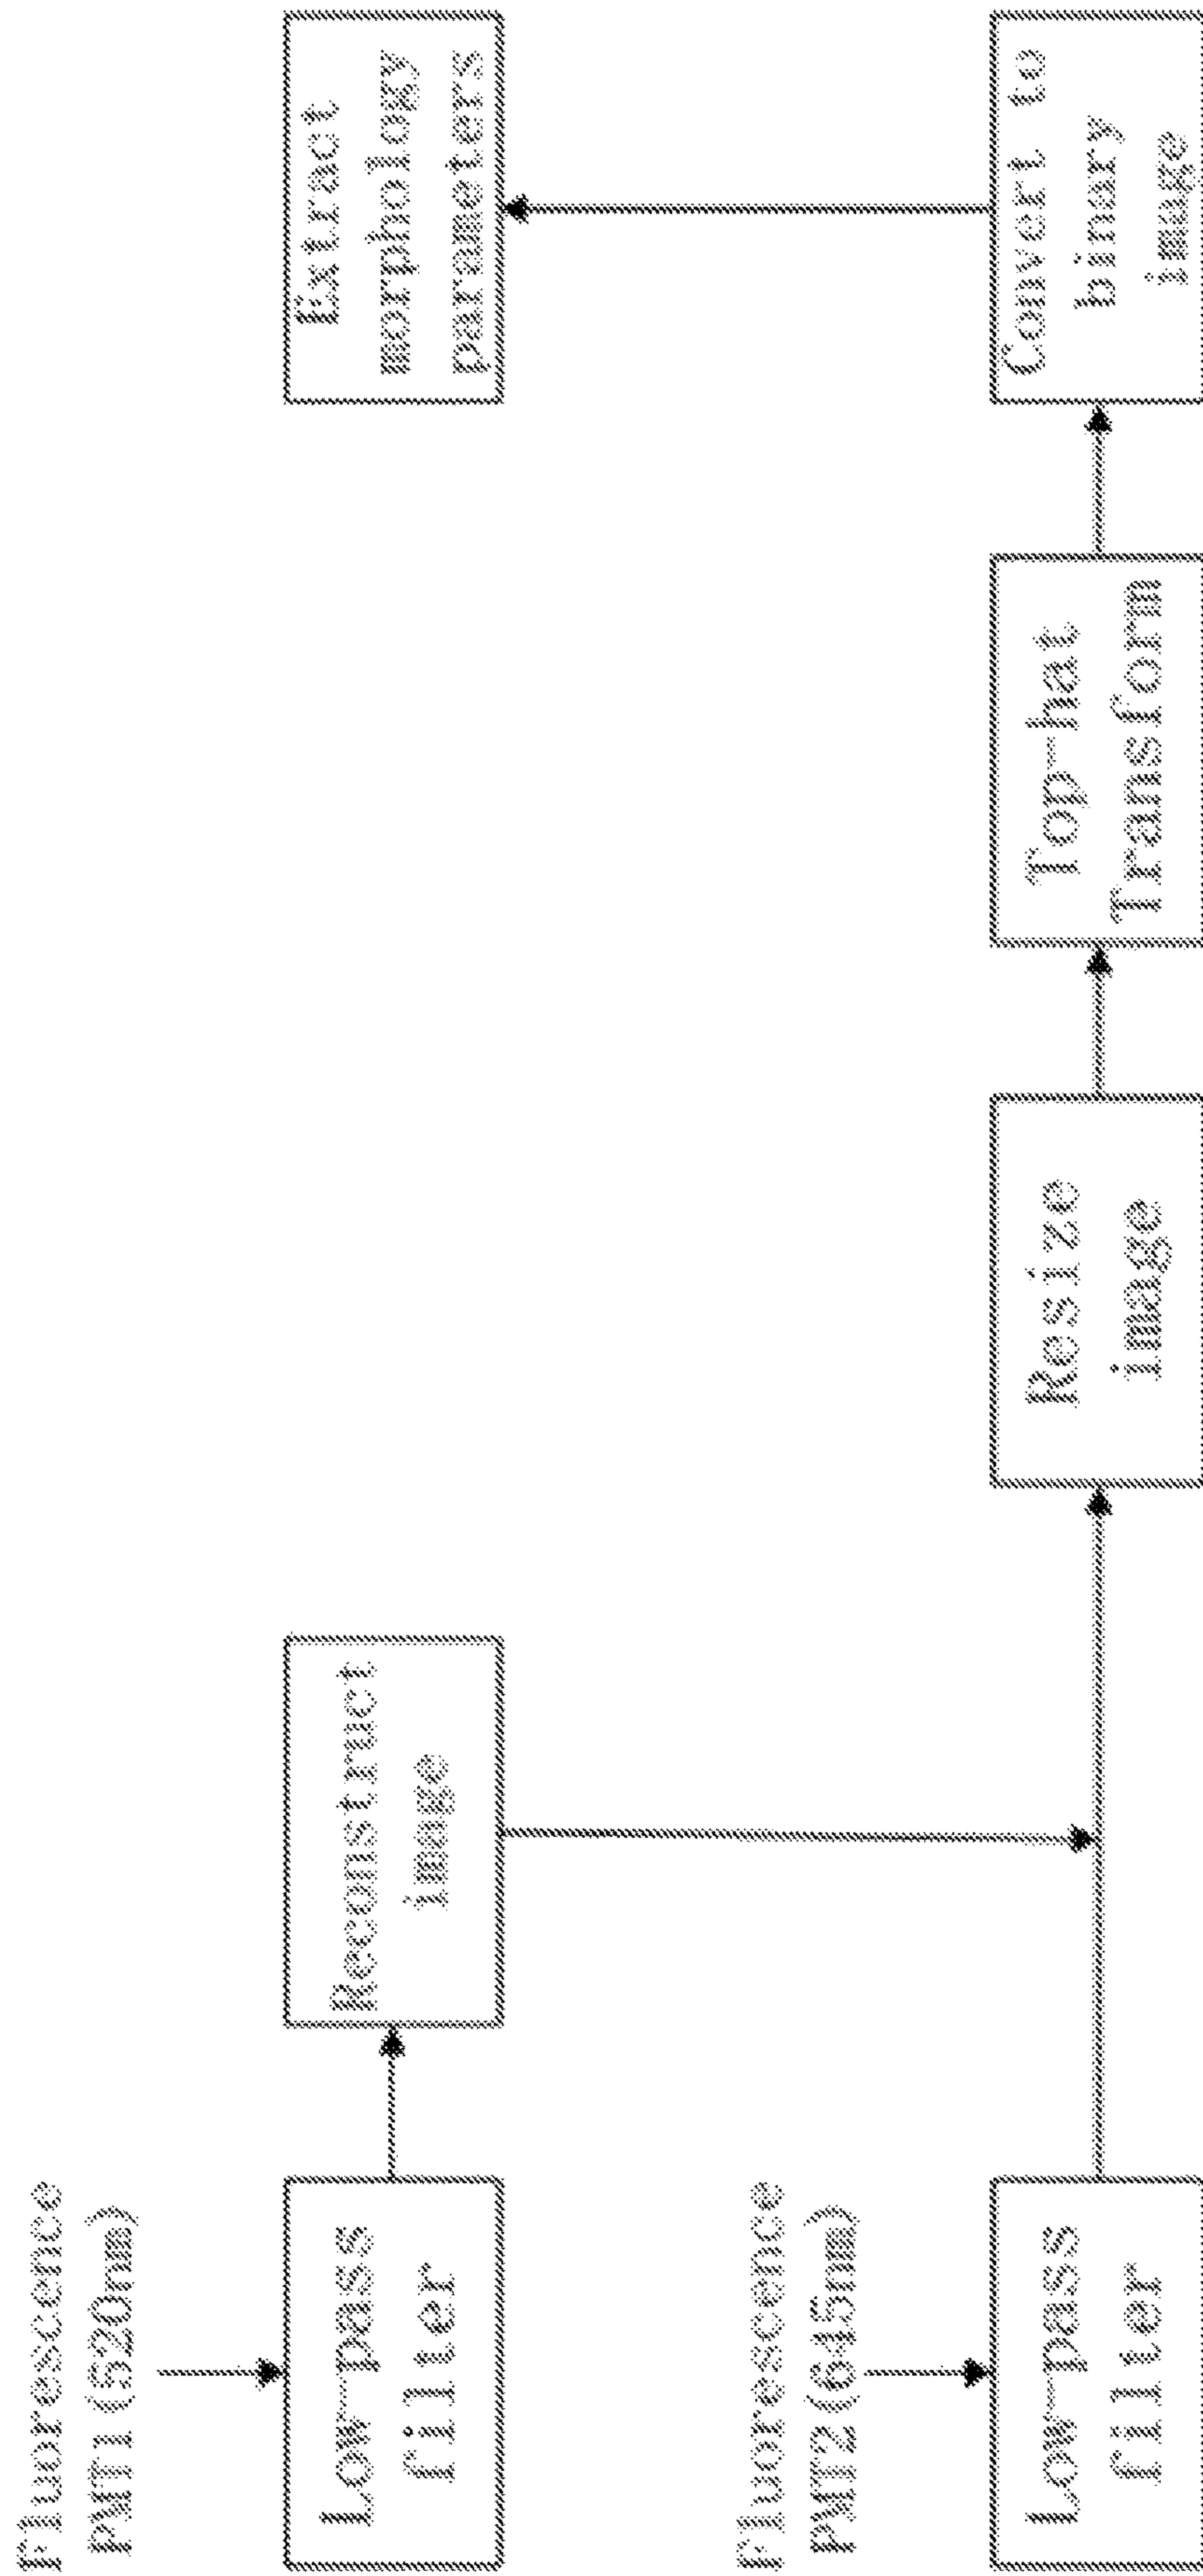 Fluorescence
PMT1(520nm)
Low-pass
filter
Reconstruct
image
Extract
morphology
parameters
Fluorescence
PMT2(645nm)
Low-pass
filter
Resize
image
Top-hat
Transform
Convert to
binary
image